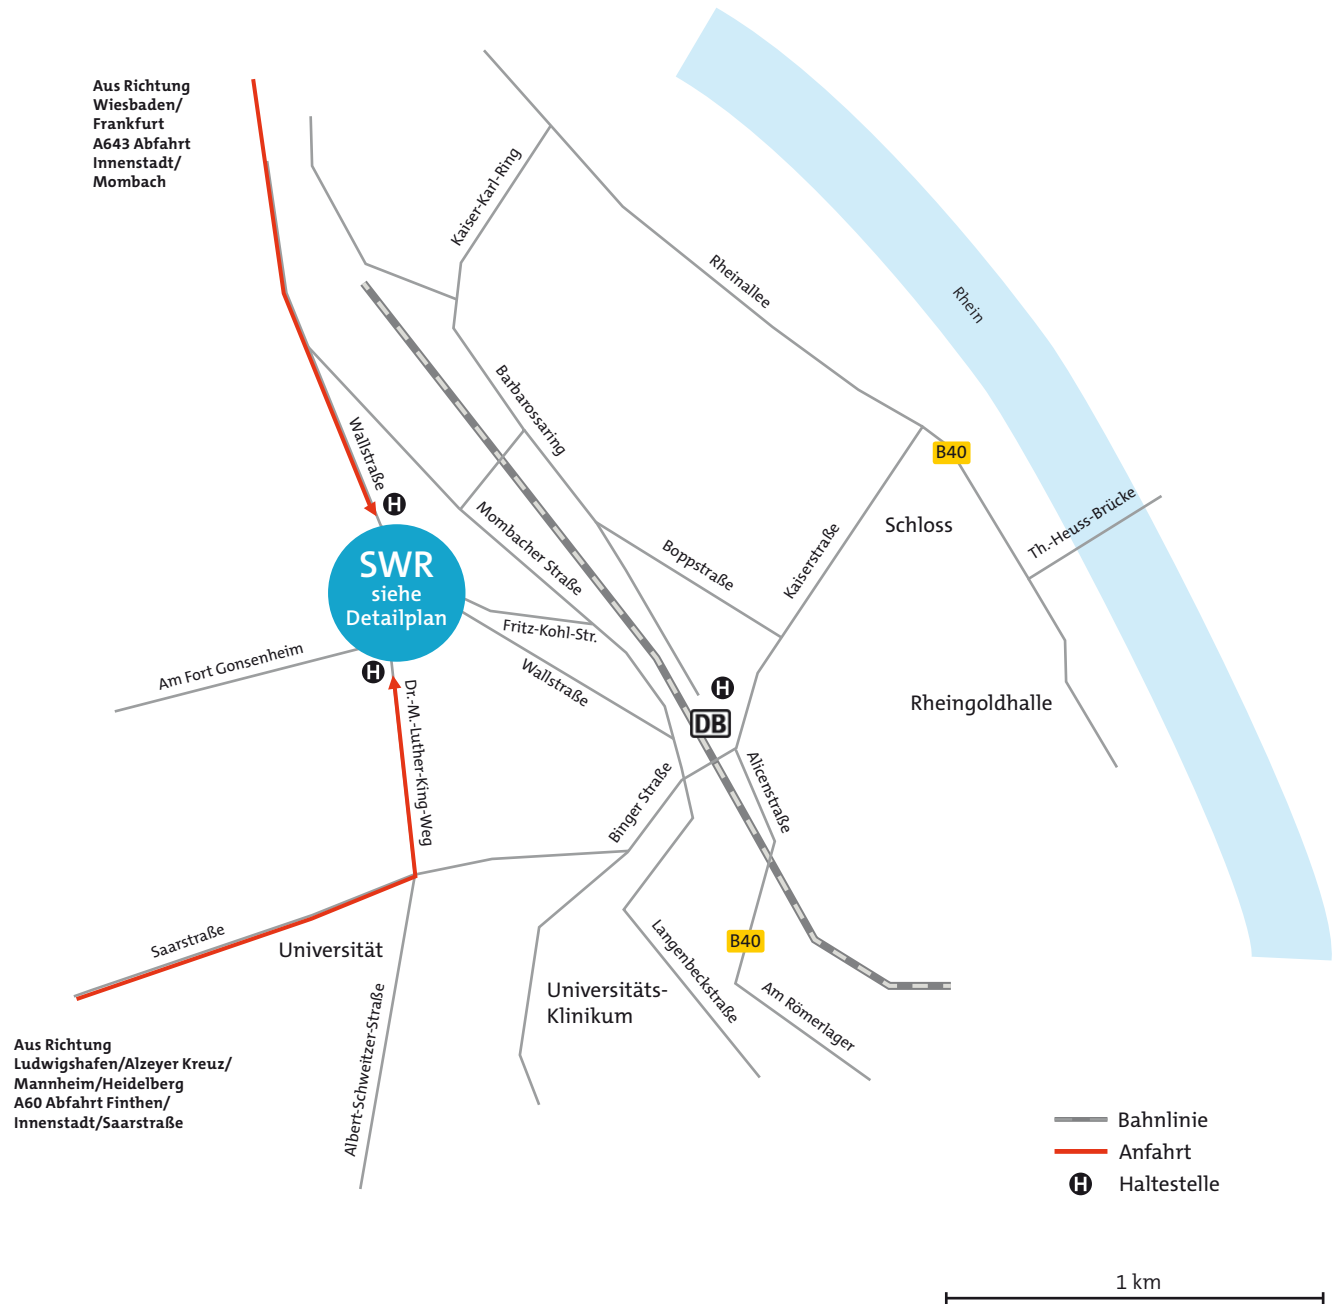 Aus Richtung
Wiesbaden/
Frankfurt
A643 Abfahrt
Innenstadt/
Mombach
Kaiser-Karl-Ring
Rheinallee
Rhein
Barbarossaring
Wallstraße
H
B40
Th.-Heuss-Brücke
Schloss
Mombacher Straße
Boppstraße
Kaiserstraße
SWR
siehe
Detailplan
Fritz-Kohl-Str.
Am Fort Gonsenheim
H
Wallstraße
H
DB
Rheingoldhalle
Dr.-M.-Luther-King-Weg
Binger Straße
Alicenstraße
Saarstraße
Universität
B40
Langenbeckstraße
Universitäts-
Klinikum
Am Römerlager
Albert-Schweitzer-Straße
Aus Richtung
Ludwigshafen/Alzeyer Kreuz/
Mannheim/Heidelberg
A60 Abfahrt Finthen/
Innenstadt/Saarstraße
Bahnlinie
Anfahrt
H Haltestelle
1 km